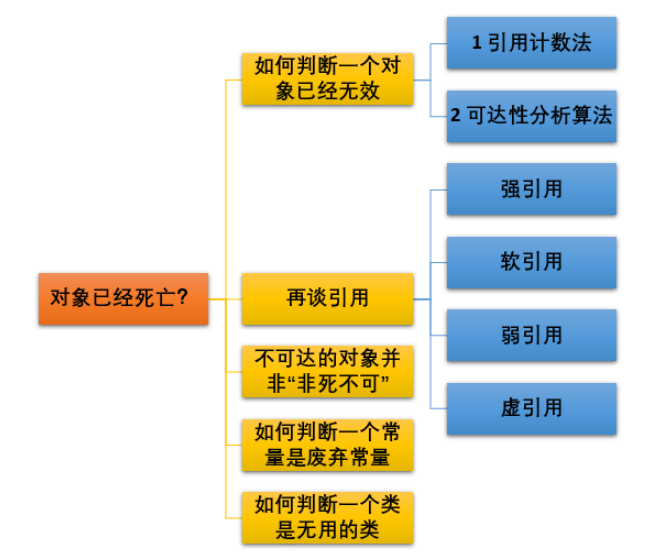 对象已经死亡?
如何判断一个对
象已经无效
1 引用计数法
2 可达性分析算法
再谈引用
强引用
软引用
弱引用
虚引用
不可达的对象并
非“非死不可”
如何判断一个常
量是废弃常量
如何判断一个类
是无用的类